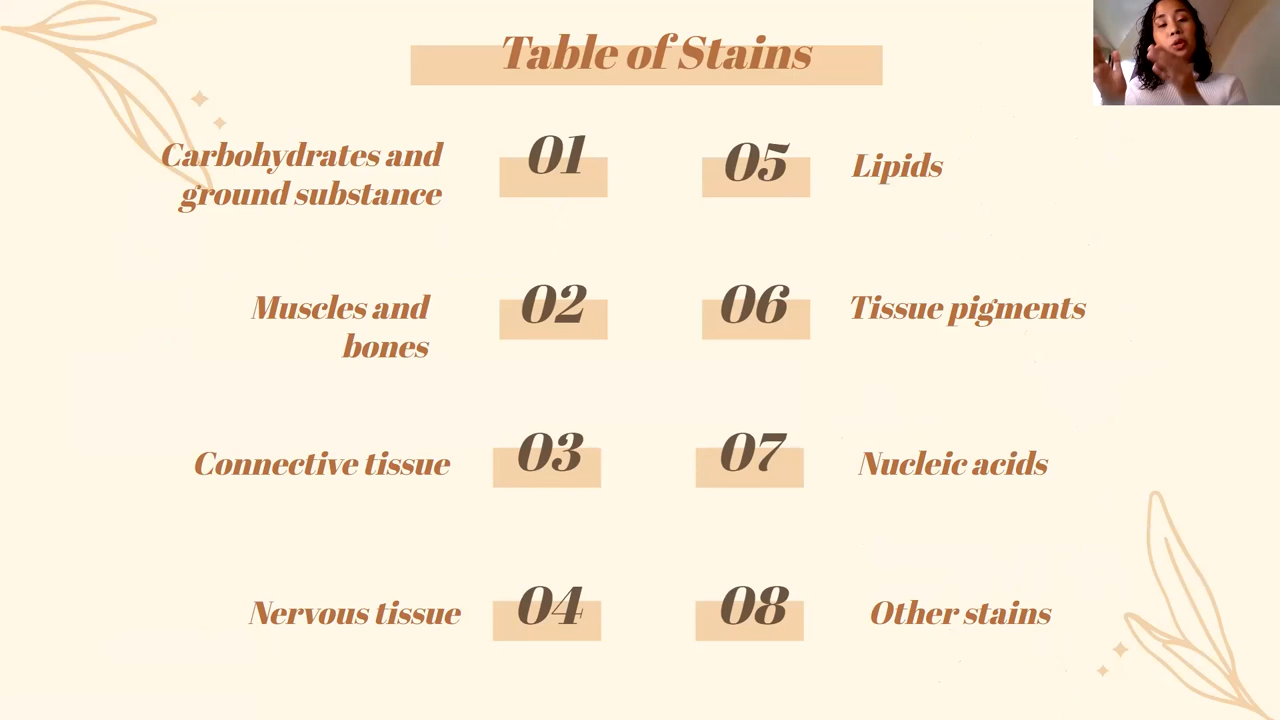 Table of Stains
Carbohydrates and
ground substance
01
Muscles and
bones
02
Connective tissue
03
Nervous tissue
04
05
Lipids
06
Tissue pigments
07
Nucleic acids
08
Other stains